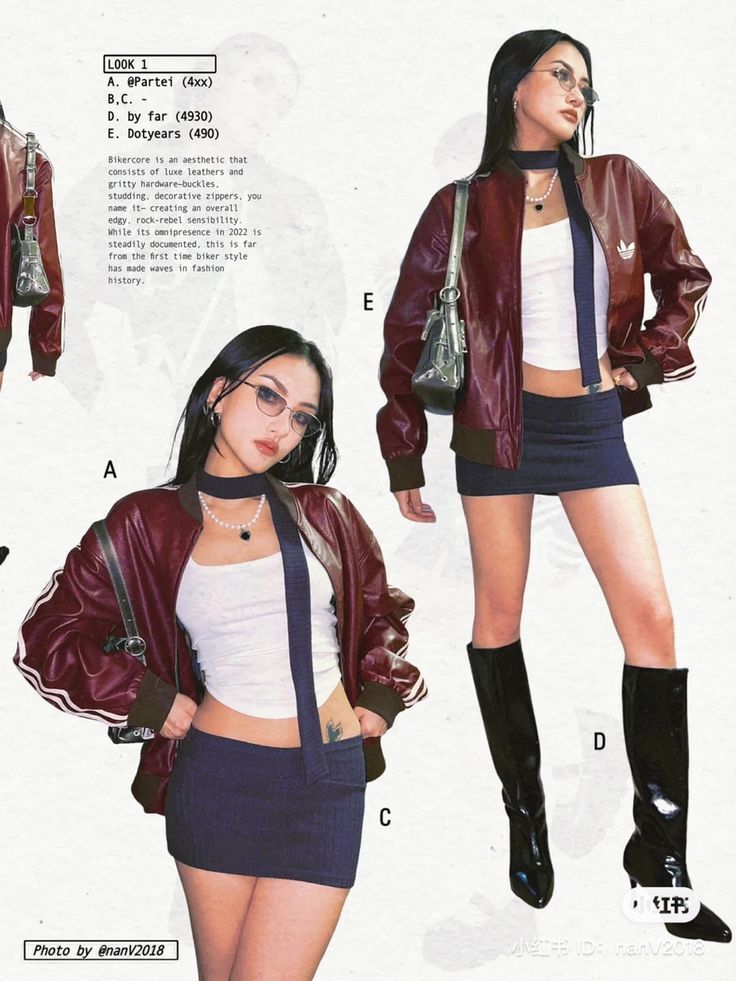 LOOK 1
A. @Partei (4xx)
B,C. -
D. by far (4930)
E. Dotyears (490)
Bikercore is an aesthetic that
consists of luxe leathers and
gritty hardware—buckles,
studding, decorative zippers, you
name it— creating an overall
edgy, rock-rebel sensibility.
While its omnipresence in 2022 is
steadily documented, this is far
from the first time biker style
has made waves in fashion
history.
E
A
D
C
小红书
Photo by @nanV2018
小红书 ID: nanV2018